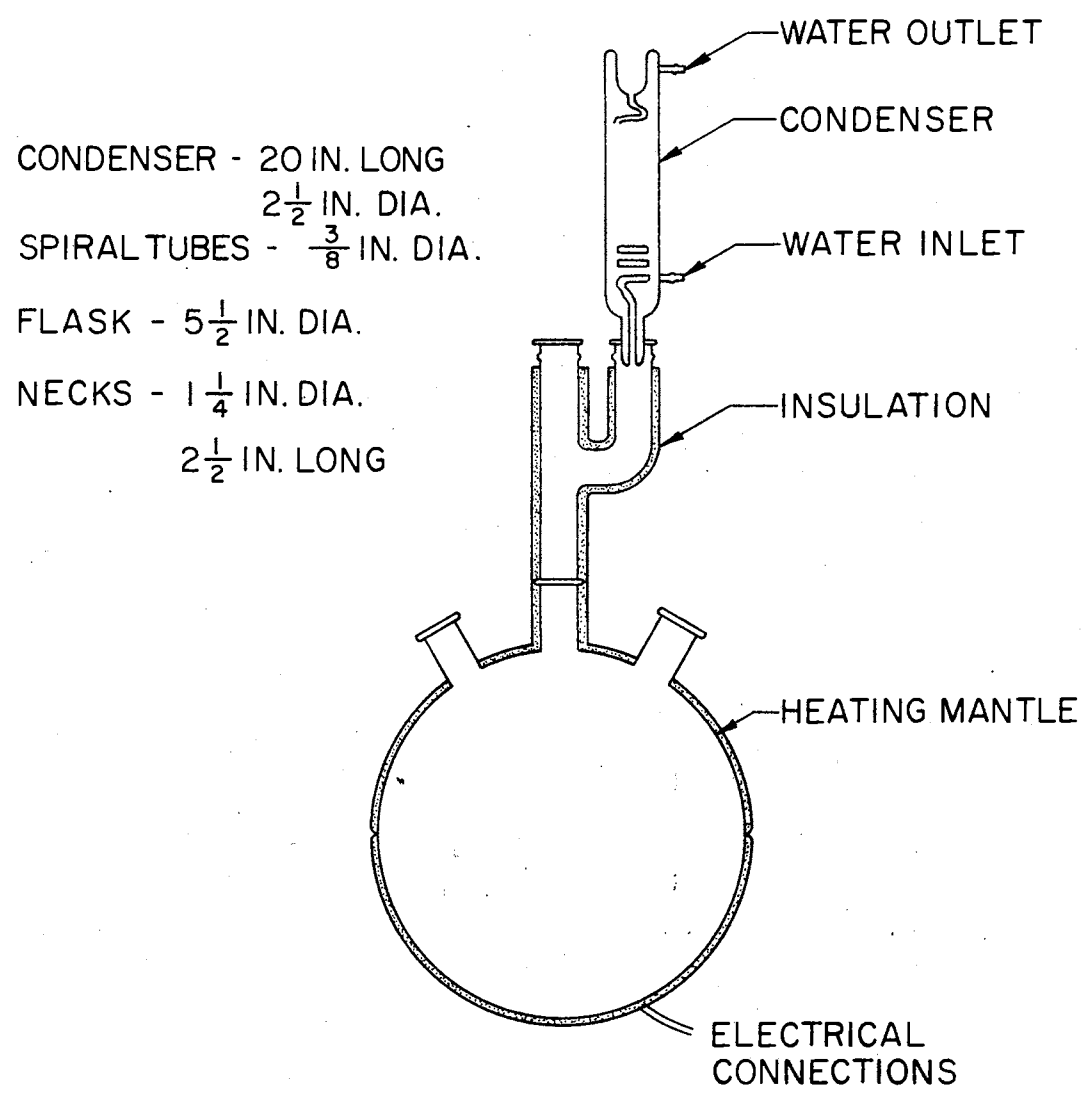 WATER OUTLET
CONDENSER
CONDENSER - 20 IN. LONG
2 1/2 IN. DIA.
SPIRAL TUBES - 3/8 IN. DIA.
WATER INLET
FLASK - 5 1/2 IN. DIA.
NECKS - 1 1/4 IN. DIA.
2 1/2 IN. LONG
INSULATION
HEATING MANTLE
ELECTRICAL
CONNECTIONS